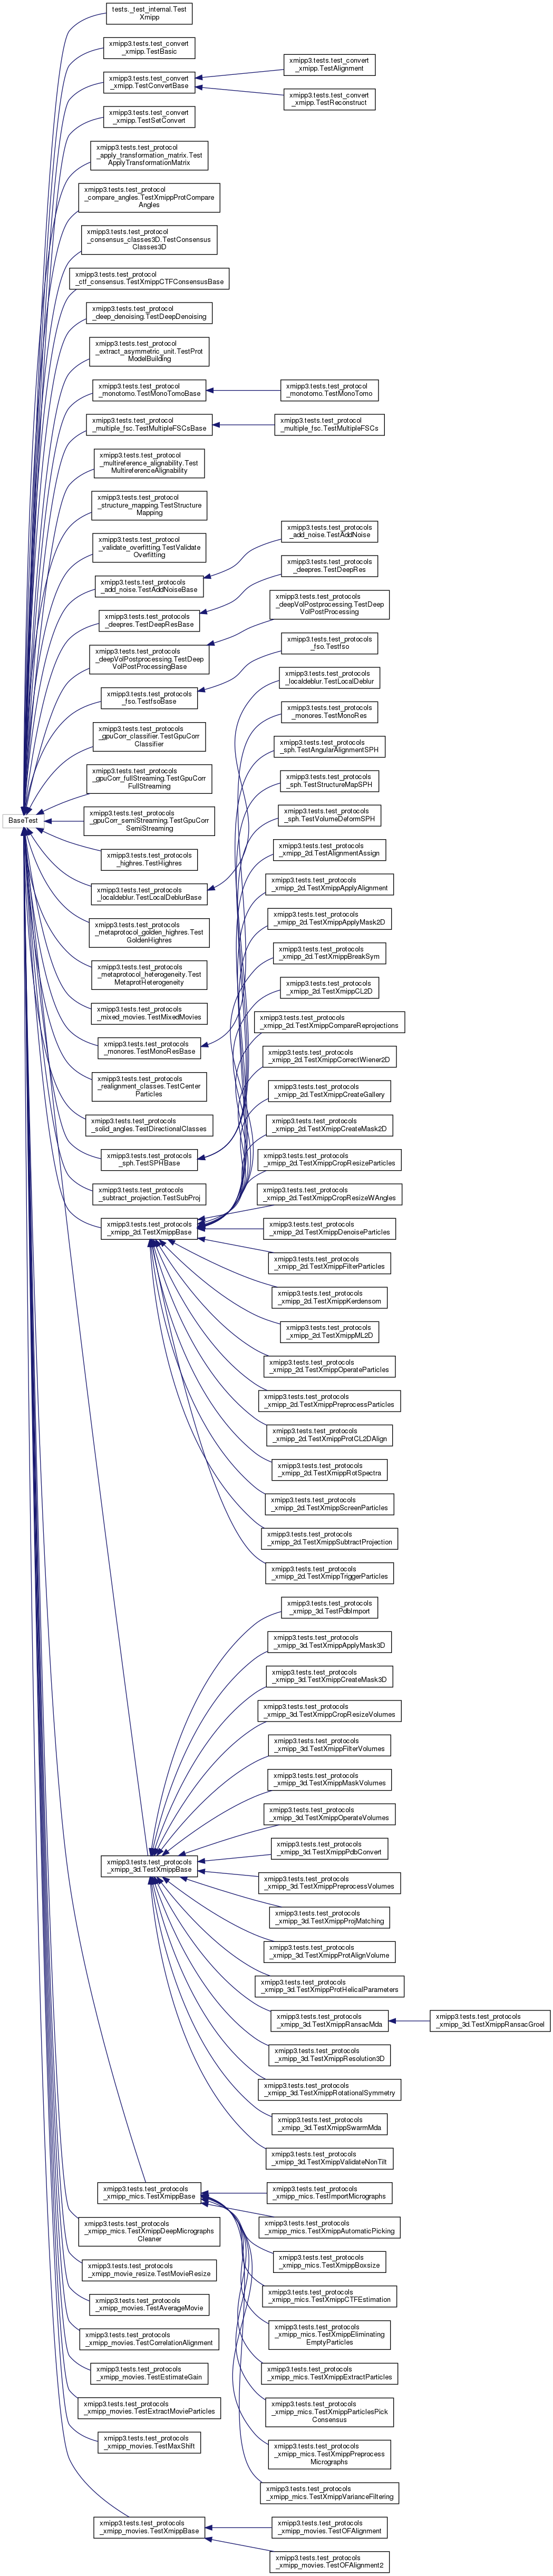 tests._test_internal.Test
Xmipp
xmipp3.tests.test_convert
_xmipp.TestBasic
xmipp3.tests.test_convert
_xmipp.TestConvertBase
xmipp3.tests.test_convert
_xmipp.TestAlignment
xmipp3.tests.test_convert
_xmipp.TestReconstruct
xmipp3.tests.test_convert
_xmipp.TestSetConvert
xmipp3.tests.test_protocol
_apply_transformation_matrix.Test
ApplyTransformationMatrix
xmipp3.tests.test_protocol
_compare_angles.TestXmippProtCompare
Angles
xmipp3.tests.test_protocol
_consensus_classes3D.TestConsensus
Classes3D
xmipp3.tests.test_protocol
_ctf_consensus.TestXmippCTFConsensusBase
xmipp3.tests.test_protocol
_deep_denoising.TestDeepDenoising
xmipp3.tests.test_protocol
_extract_asymmetric_unit.TestProt
ModelBuilding
xmipp3.tests.test_protocol
_monotomo.TestMonoTomoBase
xmipp3.tests.test_protocol
_monotomo.TestMonoTomo
xmipp3.tests.test_protocol
_multiple_fsc.TestMultipleFSCsBase
xmipp3.tests.test_protocol
_multiple_fsc.TestMultipleFSCs
xmipp3.tests.test_protocol
_multireference_alignability.Test
MultireferenceAlignability
xmipp3.tests.test_protocol
_structure_mapping.TestStructure
Mapping
xmipp3.tests.test_protocol
_validate_overfitting.TestValidate
Overfitting
xmipp3.tests.test_protocols
_add_noise.TestAddNoise
xmipp3.tests.test_protocols
_add_noise.TestAddNoiseBase
xmipp3.tests.test_protocols
_deepres.TestDeepRes
xmipp3.tests.test_protocols
_deepres.TestDeepResBase
xmipp3.tests.test_protocols
_deepVolPostprocessing.TestDeep
VolPostProcessing
xmipp3.tests.test_protocols
_deepVolPostprocessing.TestDeep
VolPostProcessingBase
xmipp3.tests.test_protocols
_fso.Testfso
xmipp3.tests.test_protocols
_fso.TestfsoBase
xmipp3.tests.test_protocols
_localdeblur.TestLocalDeblur
xmipp3.tests.test_protocols
_monores.TestMonoRes
xmipp3.tests.test_protocols
_gpuCorr_classifier.TestGpuCorr
Classifier
xmipp3.tests.test_protocols
_sph.TestAngularAlignmentSPH
xmipp3.tests.test_protocols
_gpuCorr_fullStreaming.TestGpuCorr
FullStreaming
xmipp3.tests.test_protocols
_sph.TestStructureMapSPH
BaseTest
xmipp3.tests.test_protocols
_gpuCorr_semiStreaming.TestGpuCorr
SemiStreaming
xmipp3.tests.test_protocols
_sph.TestVolumeDeformSPH
xmipp3.tests.test_protocols
_highres.TestHighres
xmipp3.tests.test_protocols
_xmipp_2d.TestAlignmentAssign
xmipp3.tests.test_protocols
_localdeblur.TestLocalDeblurBase
xmipp3.tests.test_protocols
_xmipp_2d.TestXmippApplyAlignment
xmipp3.tests.test_protocols
_metaprotocol_golden_highres.Test
GoldenHighres
xmipp3.tests.test_protocols
_xmipp_2d.TestXmippApplyMask2D
xmipp3.tests.test_protocols
_xmipp_2d.TestXmippBreakSym
xmipp3.tests.test_protocols
_metaprotocol_heterogeneity.Test
MetaprotHeterogeneity
xmipp3.tests.test_protocols
_xmipp_2d.TestXmippCL2D
xmipp3.tests.test_protocols
_mixed_movies.TestMixedMovies
xmipp3.tests.test_protocols
_xmipp_2d.TestXmippCompareReprojections
xmipp3.tests.test_protocols
_monores.TestMonoResBase
xmipp3.tests.test_protocols
_xmipp_2d.TestXmippCorrectWiener2D
xmipp3.tests.test_protocols
_realignment_classes.TestCenter
Particles
xmipp3.tests.test_protocols
_xmipp_2d.TestXmippCreateGallery
xmipp3.tests.test_protocols
_solid_angles.TestDirectionalClasses
xmipp3.tests.test_protocols
_xmipp_2d.TestXmippCreateMask2D
xmipp3.tests.test_protocols
_sph.TestSPHBase
xmipp3.tests.test_protocols
_xmipp_2d.TestXmippCropResizeParticles
xmipp3.tests.test_protocols
_subtract_projection.TestSubProj
xmipp3.tests.test_protocols
_xmipp_2d.TestXmippCropResizeWAngles
xmipp3.tests.test_protocols
_xmipp_2d.TestXmippBase
xmipp3.tests.test_protocols
_xmipp_2d.TestXmippDenoiseParticles
xmipp3.tests.test_protocols
_xmipp_2d.TestXmippFilterParticles
xmipp3.tests.test_protocols
_xmipp_2d.TestXmippKerdensom
xmipp3.tests.test_protocols
_xmipp_2d.TestXmippML2D
xmipp3.tests.test_protocols
_xmipp_2d.TestXmippOperateParticles
xmipp3.tests.test_protocols
_xmipp_2d.TestXmippPreprocessParticles
xmipp3.tests.test_protocols
_xmipp_2d.TestXmippProtCL2DAlign
xmipp3.tests.test_protocols
_xmipp_2d.TestXmippRotSpectra
xmipp3.tests.test_protocols
_xmipp_2d.TestXmippScreenParticles
xmipp3.tests.test_protocols
_xmipp_2d.TestXmippSubtractProjection
xmipp3.tests.test_protocols
_xmipp_2d.TestXmippTriggerParticles
xmipp3.tests.test_protocols
_xmipp_3d.TestPdbImport
xmipp3.tests.test_protocols
_xmipp_3d.TestXmippApplyMask3D
xmipp3.tests.test_protocols
_xmipp_3d.TestXmippCreateMask3D
xmipp3.tests.test_protocols
_xmipp_3d.TestXmippCropResizeVolumes
xmipp3.tests.test_protocols
_xmipp_3d.TestXmippFilterVolumes
xmipp3.tests.test_protocols
_xmipp_3d.TestXmippMaskVolumes
xmipp3.tests.test_protocols
_xmipp_3d.TestXmippOperateVolumes
xmipp3.tests.test_protocols
_xmipp_3d.TestXmippPdbConvert
xmipp3.tests.test_protocols
_xmipp_3d.TestXmippBase
xmipp3.tests.test_protocols
_xmipp_3d.TestXmippPreprocessVolumes
xmipp3.tests.test_protocols
_xmipp_3d.TestXmippProjMatching
xmipp3.tests.test_protocols
_xmipp_3d.TestXmippProtAlignVolume
xmipp3.tests.test_protocols
_xmipp_3d.TestXmippProtHelicalParameters
xmipp3.tests.test_protocols
_xmipp_3d.TestXmippRansacMda
xmipp3.tests.test_protocols
_xmipp_3d.TestXmippRansacGroel
xmipp3.tests.test_protocols
_xmipp_3d.TestXmippResolution3D
xmipp3.tests.test_protocols
_xmipp_3d.TestXmippRotationalSymmetry
xmipp3.tests.test_protocols
_xmipp_3d.TestXmippSwarmMda
xmipp3.tests.test_protocols
_xmipp_3d.TestXmippValidateNonTilt
xmipp3.tests.test_protocols
_xmipp_mics.TestXmippBase
xmipp3.tests.test_protocols
_xmipp_mics.TestImportMicrographs
xmipp3.tests.test_protocols
_xmipp_mics.TestXmippDeepMicrographs
Cleaner
xmipp3.tests.test_protocols
_xmipp_mics.TestXmippAutomaticPicking
xmipp3.tests.test_protocols
_xmipp_movie_resize.TestMovieResize
xmipp3.tests.test_protocols
_xmipp_mics.TestXmippBoxsize
xmipp3.tests.test_protocols
_xmipp_movies.TestAverageMovie
xmipp3.tests.test_protocols
_xmipp_mics.TestXmippCTFEstimation
xmipp3.tests.test_protocols
_xmipp_movies.TestCorrelationAlignment
xmipp3.tests.test_protocols
_xmipp_mics.TestXmippEliminating
EmptyParticles
xmipp3.tests.test_protocols
_xmipp_movies.TestEstimateGain
xmipp3.tests.test_protocols
_xmipp_mics.TestXmippExtractParticles
xmipp3.tests.test_protocols
_xmipp_movies.TestExtractMovieParticles
xmipp3.tests.test_protocols
_xmipp_mics.TestXmippParticlesPick
Consensus
xmipp3.tests.test_protocols
_xmipp_movies.TestMaxShift
xmipp3.tests.test_protocols
_xmipp_mics.TestXmippPreprocess
Micrographs
xmipp3.tests.test_protocols
_xmipp_mics.TestXmippVarianceFiltering
xmipp3.tests.test_protocols
_xmipp_movies.TestXmippBase
xmipp3.tests.test_protocols
_xmipp_movies.TestOFAlignment
xmipp3.tests.test_protocols
_xmipp_movies.TestOFAlignment2